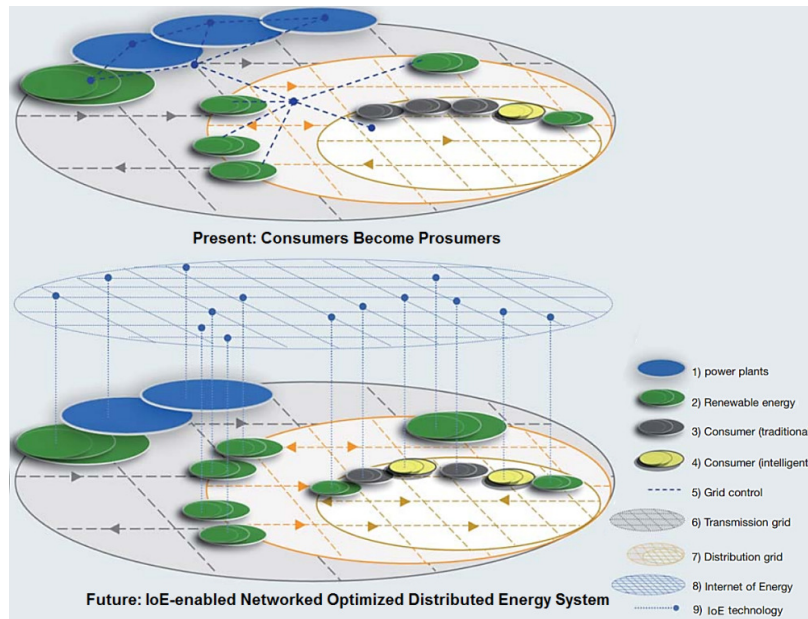 Present: Consumers Become Prosumers
1) power plants
2) Renewable energy
3) Consumer (traditiona
4) Consumer (intelligent
5) Grid control
6) Transmission grid
7) Distribution grid
8) Internet of Energy
9) IoE technology
Future: IoE-enabled Networked Optimized Distributed Energy System